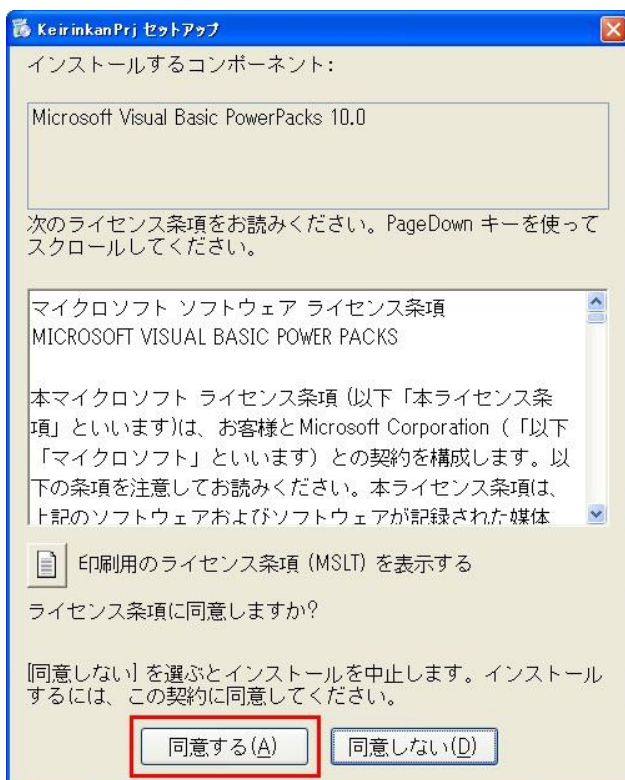 KeirinkanPrj セットアップ
インストールするコンポーネント:
Microsoft Visual Basic PowerPacks 10.0
次のライセンス条項をお読みください。PageDown キーを使って
スクロールしてください。
マイクロソフト ソフトウェア ライセンス条項
MICROSOFT VISUAL BASIC POWER PACKS
本マイクロソフト ライセンス条項 (以下「本ライセンス条
項」といいます)は、お客様とMicrosoft Corporation (「以下
「マイクロソフト」といいます) との契約を構成します。以
下の条項を注意してお読みください。本ライセンス条項は、
上記のソフトウェアおよびソフトウェアが記録された媒体
印刷用のライセンス条項 (MSLT) を表示する
ライセンス条項に同意しますか?
[同意しない] を選ぶとインストールを中止します。インストール
するには、この契約に同意してください。
同意する(A) 同意しない(D)